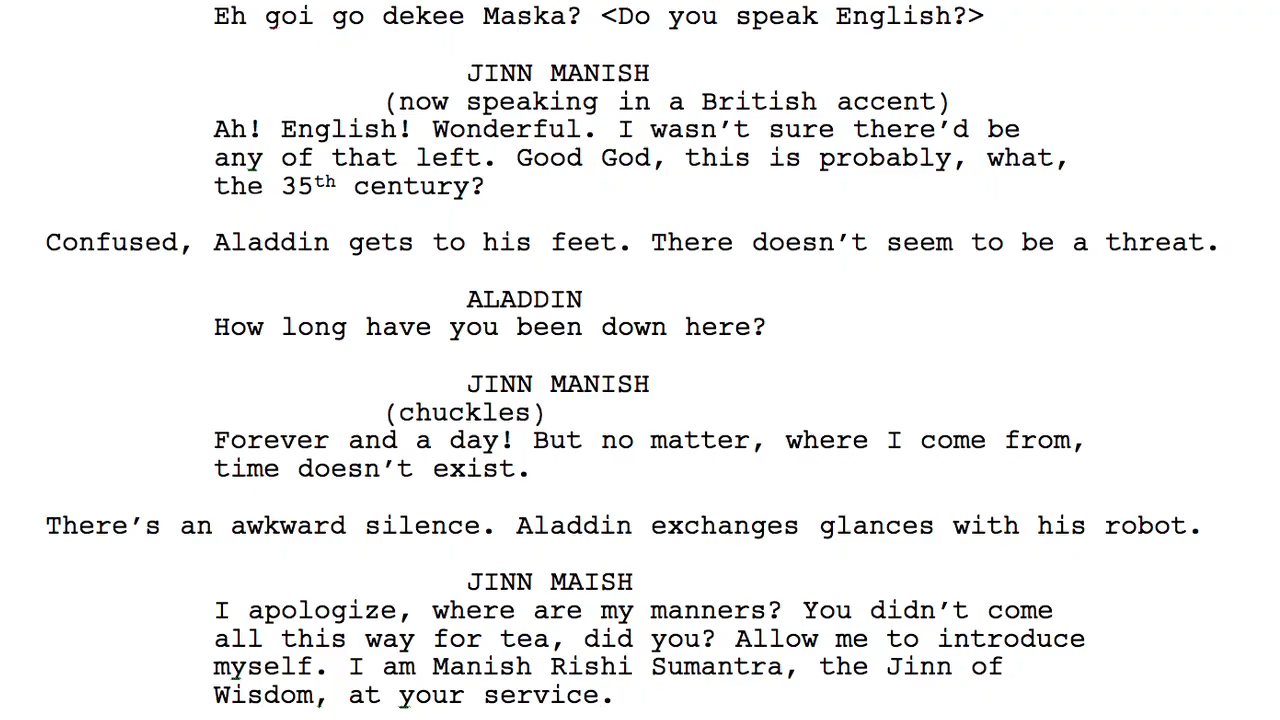 Eh goi go dekee Maska? <Do you speak English?>
JINN MANISH
(now speaking in a British accent)
Ah! English! Wonderful. I wasn't sure there'd be
any of that left. Good God, this is probably, what,
the 35th century?
Confused, Aladdin gets to his feet. There doesn't seem to be a threat.
ALADDIN
How long have you been down here?
JINN MANISH
(chuckles)
Forever and a day! But no matter, where I come from,
time doesn't exist.
There's an awkward silence. Aladdin exchanges glances with his robot.
JINN MAISH
I apologize, where are my manners? You didn't come
all this way for tea, did you? Allow me to introduce
myself. I am Manish Rishi Sumantra, the Jinn of
Wisdom, at your service.